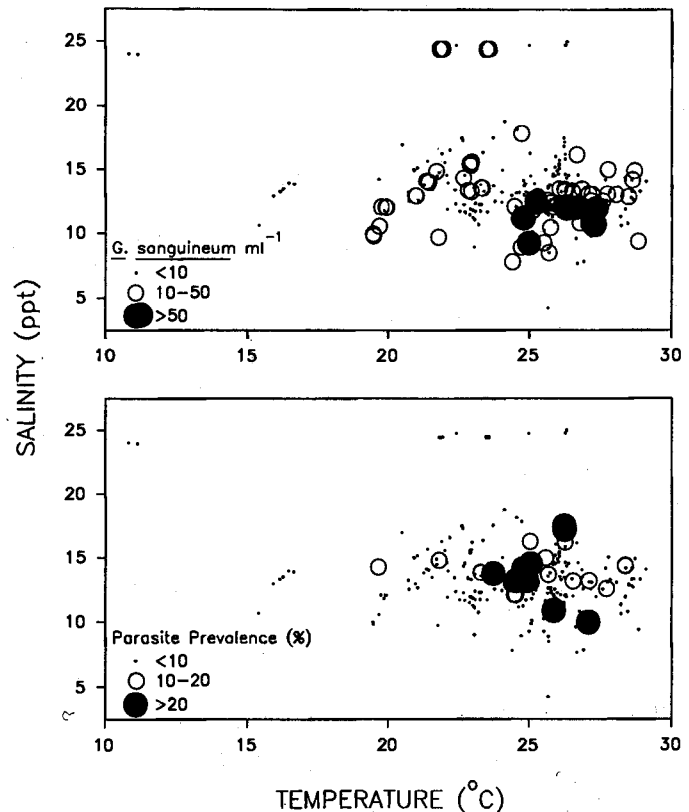 25
20
15
10
5
10 15 20 25 30
G. sanguineum ml⁻¹
<10
10–50
>50
SALINITY (ppt)
25
20
15
10
5
10 15 20 25 30
Parasite Prevalence (%)
<10
10–20
>20
TEMPERATURE (°C)